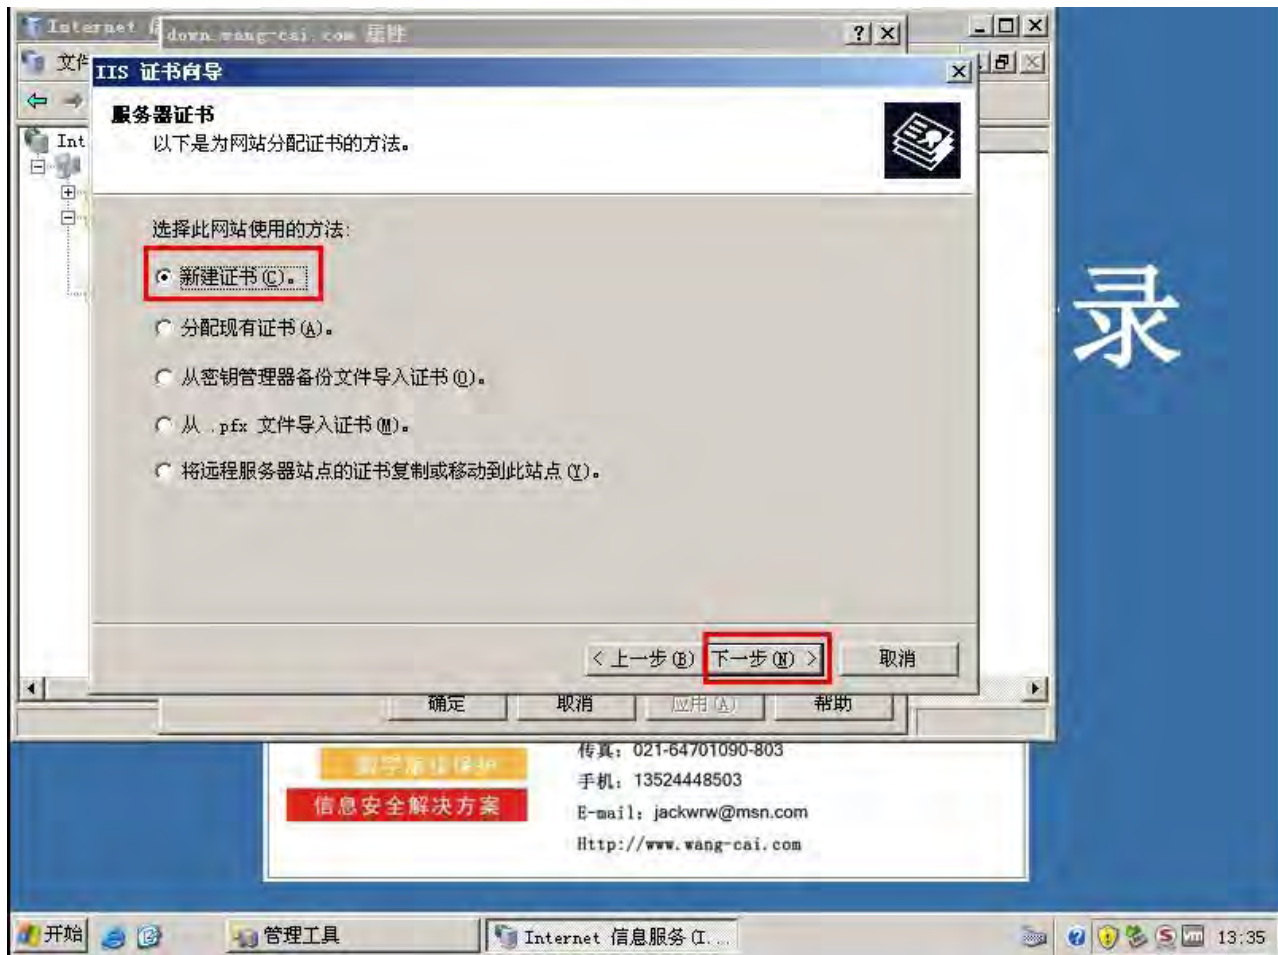 Internet
down.wang-cai.com 属性
文件
IIS 证书向导
服务器证书
以下是为网站分配证书的方法。
Int
选择此网站使用的方法:
新建证书(C)。
分配现有证书(A)。
从密钥管理器备份文件导入证书(O)。
从 .pfx 文件导入证书(M)。
将远程服务器站点的证书复制或移动到此站点(Y)。
< 上一步(B) 下一步(N) > 取消
确定 取消 应用(A) 帮助
录
传真：021-64701090-803
手机：13524448503
信息安全解决方案
E-mail：jackwrw@msn.com
Http://www.wang-cai.com
开始 管理工具 Internet 信息服务(I... 13:35